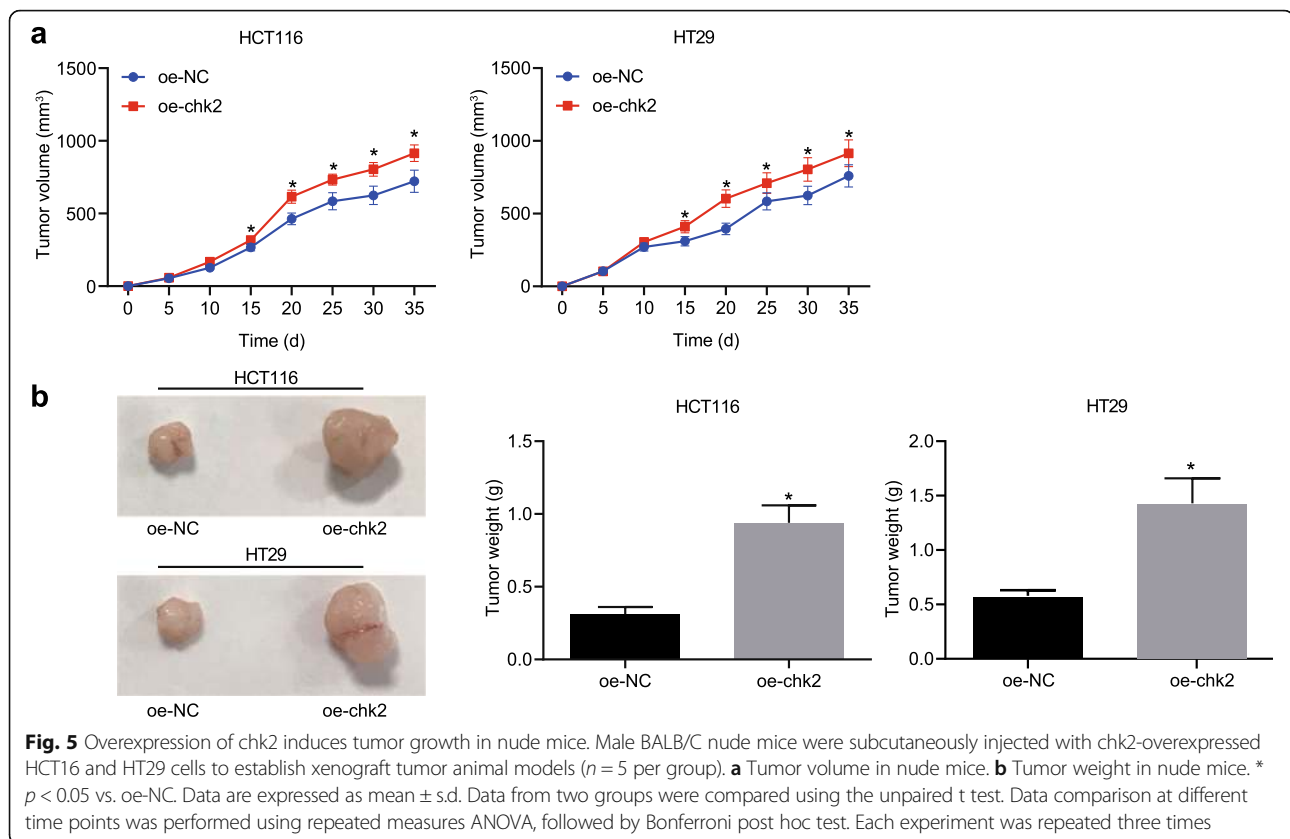 a
HCT116
1500
1000
500
0
Tumor volume (mm³)
oe-NC
oe-chk2
*
*
*
*
*
0 5 10 15 20 25 30 35
Time (d)
HT29
1500
1000
500
0
Tumor volume (mm³)
oe-NC
oe-chk2
*
*
*
*
*
0 5 10 15 20 25 30 35
Time (d)
b
HCT116
oe-NC oe-chk2
HT29
oe-NC oe-chk2
HCT116
1.5
1.0
0.5
0.0
Tumor weight (g)
*
oe-NC oe-chk2
HT29
2.0
1.5
1.0
0.5
0.0
Tumor weight (g)
*
oe-NC oe-chk2
Fig. 5 Overexpression of chk2 induces tumor growth in nude mice. Male BALB/C nude mice were subcutaneously injected with chk2-overexpressed
HCT16 and HT29 cells to establish xenograft tumor animal models (n = 5 per group). a Tumor volume in nude mice. b Tumor weight in nude mice. *
p < 0.05 vs. oe-NC. Data are expressed as mean ± s.d. Data from two groups were compared using the unpaired t test. Data comparison at different
time points was performed using repeated measures ANOVA, followed by Bonferroni post hoc test. Each experiment was repeated three times